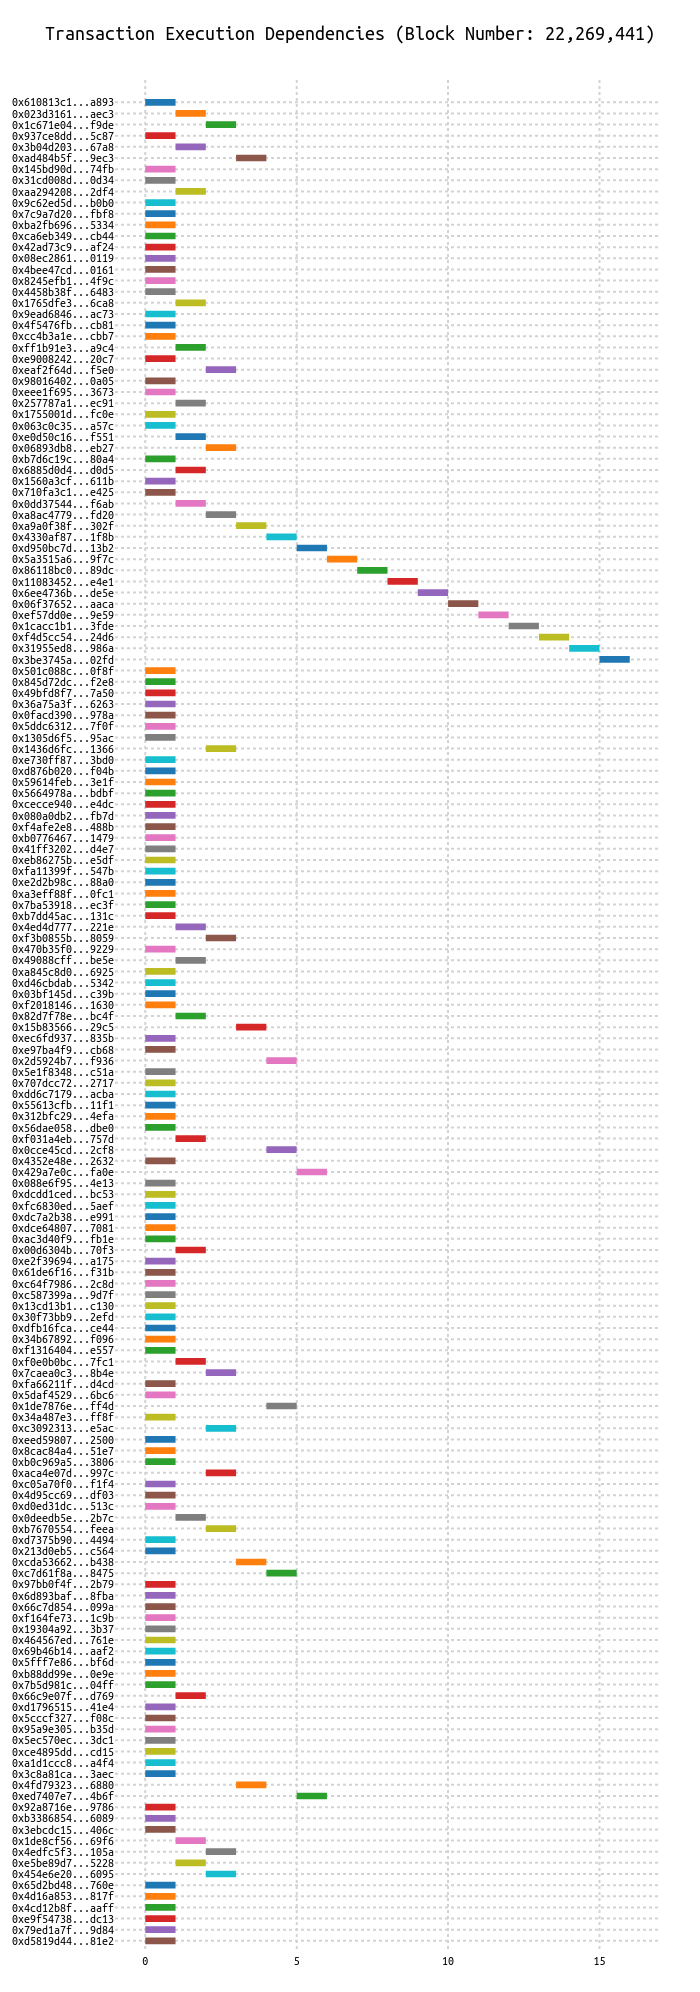 Transaction Execution Dependencies (Block Number: 22,269,441)
0x610813c1...a893
0x023d3161...aec3
0x1c671e04...f9de
0x937ce8dd...5c87
0x3b04d203...67a8
0xad484b5f...9ec3
0x145bd90d...74fb
0x31cd008d...0d34
0xaa294208...2df4
0x9c62ed5d...b0b0
0x7c9a7d20...fbf8
0xba2fb696...5334
0xca6eb349...cb44
0x42ad73c9...af24
0x08ec2861...0119
0x4bee47cd...0161
0x8245efb1...4f9c
0x4458b38f...6483
0x1765dfe3...6ca8
0x9ead6846...ac73
0x4f5476fb...cb81
0xcc4b3a1e...cbb7
0xff1b91e3...a9c4
0xe9008242...20c7
0xeaf2f64d...f5e0
0x98016402...0a05
0xeee1f695...3673
0x257787a1...ec91
0x1755001d...fc0e
0x063c0c35...a57c
0xe0d50c16...f551
0x06893db8...eb27
0xb7d6c19c...80a4
0x6885d0d4...d0d5
0x1560a3cf...611b
0x710fa3c1...e425
0x0dd37544...f6ab
0xa8ac4779...fd20
0xa9a0f38f...302f
0x4330af87...1f8b
0xd950bc7d...13b2
0x5a3515a6...9f7c
0x86118bc0...89dc
0x11083452...e4e1
0x6ee4736b...de5e
0x06f37652...aaca
0xef57dd0e...9e59
0x1cacc1b1...3fde
0xf4d5cc54...24d6
0x31955ed8...986a
0x3be3745a...02fd
0x501c088c...0f8f
0x845d72dc...f2e8
0x49bfd8f7...7a50
0x36a75a3f...6263
0x0facd390...978a
0x5ddc6312...7f0f
0x1305d6f5...95ac
0x1436d6fc...1366
0xe730ff87...3bd0
0xd876b020...f04b
0x59614feb...3e1f
0x5664978a...bdbf
0xcecce940...e4dc
0x080a0db2...fb7d
0xf4afe2e8...488b
0xb0776467...1479
0x41ff3202...d4e7
0xeb86275b...e5df
0xfa11399f...547b
0xe2d2b98c...88a0
0xa3eff88f...0fc1
0x7ba53918...ec3f
0xb7dd45ac...131c
0x4ed4d777...221e
0xf3b0855b...8059
0x470b35f0...9229
0x49088cff...be5e
0xa845c8d0...6925
0xd46cbdab...5342
0x03bf145d...c39b
0xf2018146...1630
0x82d7f78e...bc4f
0x15b83566...29c5
0xec6fd937...835b
0xe97ba4f9...cb68
0x2d5924b7...f936
0x5e1f8348...c51a
0x707dcc72...2717
0xdd6c7179...acba
0x55613cfb...11f1
0x312bfc29...4efa
0x56dae058...dbe0
0xf031a4eb...757d
0x0cce45cd...2cf8
0x4352e48e...2632
0x429a7e0c...fa0e
0x088e6f95...4e13
0xdcdd1ced...bc53
0xfc6830ed...5aef
0xdc7a2b38...e991
0xdce64807...7081
0xac3d40f9...fb1e
0x00d6304b...70f3
0xe2f39694...a175
0x61de6f16...f31b
0xc64f7986...2c8d
0xc587399a...9d7f
0x13cd13b1...c130
0x30f73bb9...2efd
0xdfb16fca...ce44
0x34b67892...f096
0xf1316404...e557
0xf0e0b0bc...7fc1
0x7caea0c3...8b4e
0xfa66211f...d4cd
0x5daf4529...6bc6
0x1de7876e...ff4d
0x34a487e3...ff8f
0xc3092313...e5ac
0xeed59807...2500
0x8cac84a4...51e7
0xb0c969a5...3806
0xaca4e07d...997c
0xc05a70f0...f1f4
0x4d95cc69...df03
0xd0ed31dc...513c
0x0deedb5e...2b7c
0xb7670554...feea
0xd7375b90...4494
0x213d0eb5...c564
0xcda53662...b438
0xc7d61f8a...8475
0x97bb0f4f...2b79
0x6d893baf...8fba
0x66c7d854...099a
0xf164fe73...1c9b
0x19304a92...3b37
0x464567ed...761e
0x69b46b14...aaf2
0x5fff7e86...bf6d
0xb88dd99e...0e9e
0x7b5d981c...04ff
0x66c9e07f...d769
0xd1796515...41e4
0x5cccf327...f08c
0x95a9e305...b35d
0x5ec570ec...3dc1
0xce4895dd...cd15
0xa1d1ccc8...a4f4
0x3c8a81ca...3aec
0x4fd79323...6880
0xed7407e7...4b6f
0x92a8716e...9786
0xb3386854...6089
0x3ebcdc15...406c
0x1de8cf56...69f6
0x4edfc5f3...105a
0xe5be89d7...5228
0x454e6e20...6095
0x65d2bd48...760e
0x4d16a853...817f
0x4cd12b8f...aaff
0xe9f54738...dc13
0x79ed1a7f...9d84
0xd5819d44...81e2
0 5 10 15